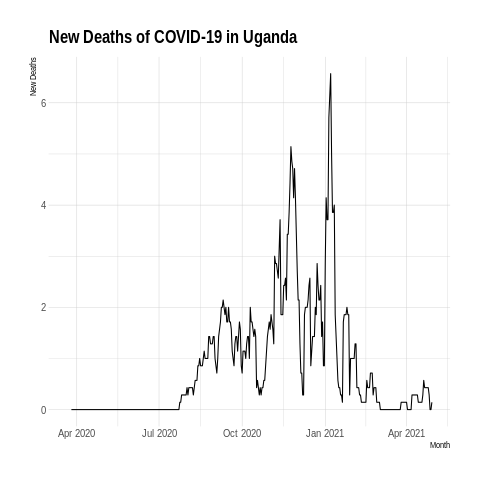 New Deaths of COVID-19 in Uganda
New Deaths
6
4
2
0
Apr 2020 Jul 2020 Oct 2020 Jan 2021 Apr 2021
Month